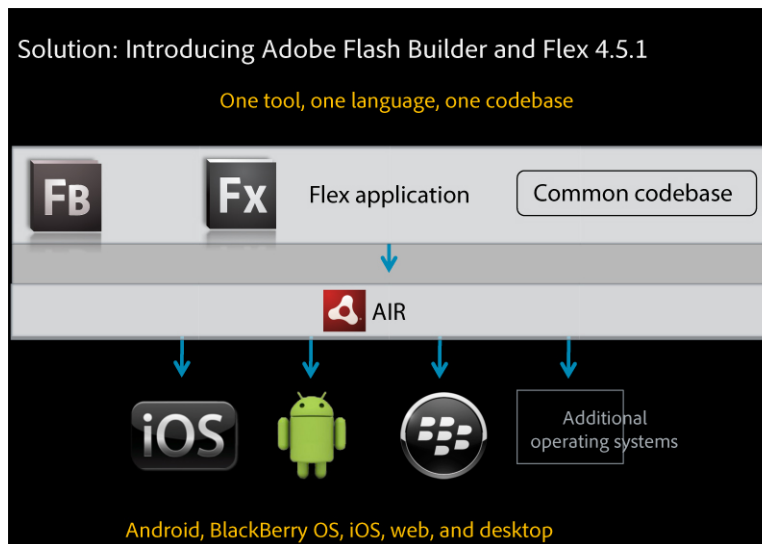 Solution: Introducing Adobe Flash Builder and Flex 4.5.1
One tool, one language, one codebase
FB
Fx
Flex application
Common codebase
AIR
iOS
Additional
operating systems
Android, BlackBerry OS, iOS, web, and desktop